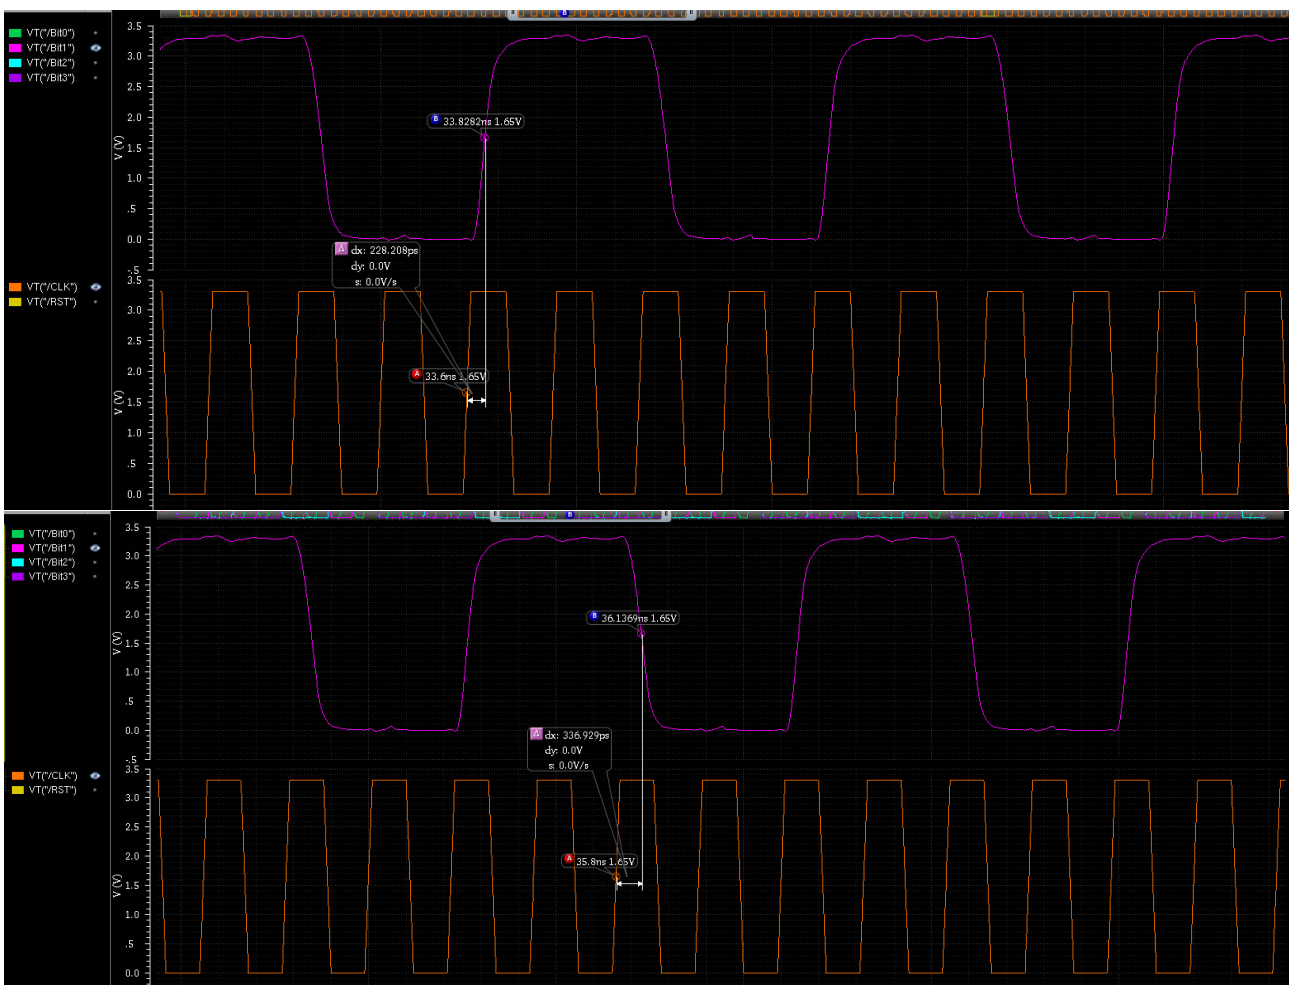 VT("/Bit0")
VT("/Bit1")
VT("/Bit2")
VT("/Bit3")
V (V)
3.5
3.0
2.5
2.0
1.5
1.0
.5
0.0
-.5
B 33.8282ns 1.65V
Δ dx: 228.208ps
dy: 0.0V
s: 0.0V/s
VT("/CLK")
VT("/RST")
V (V)
3.5
3.0
2.5
2.0
1.5
1.0
.5
0.0
A 33.6ns 1.65V
VT("/Bit0")
VT("/Bit1")
VT("/Bit2")
VT("/Bit3")
V (V)
3.5
3.0
2.5
2.0
1.5
1.0
.5
0.0
-.5
B 36.1369ns 1.65V
Δ dx: 336.929ps
dy: 0.0V
s: 0.0V/s
VT("/CLK")
VT("/RST")
V (V)
3.5
3.0
2.5
2.0
1.5
1.0
.5
0.0
A 35.8ns 1.65V